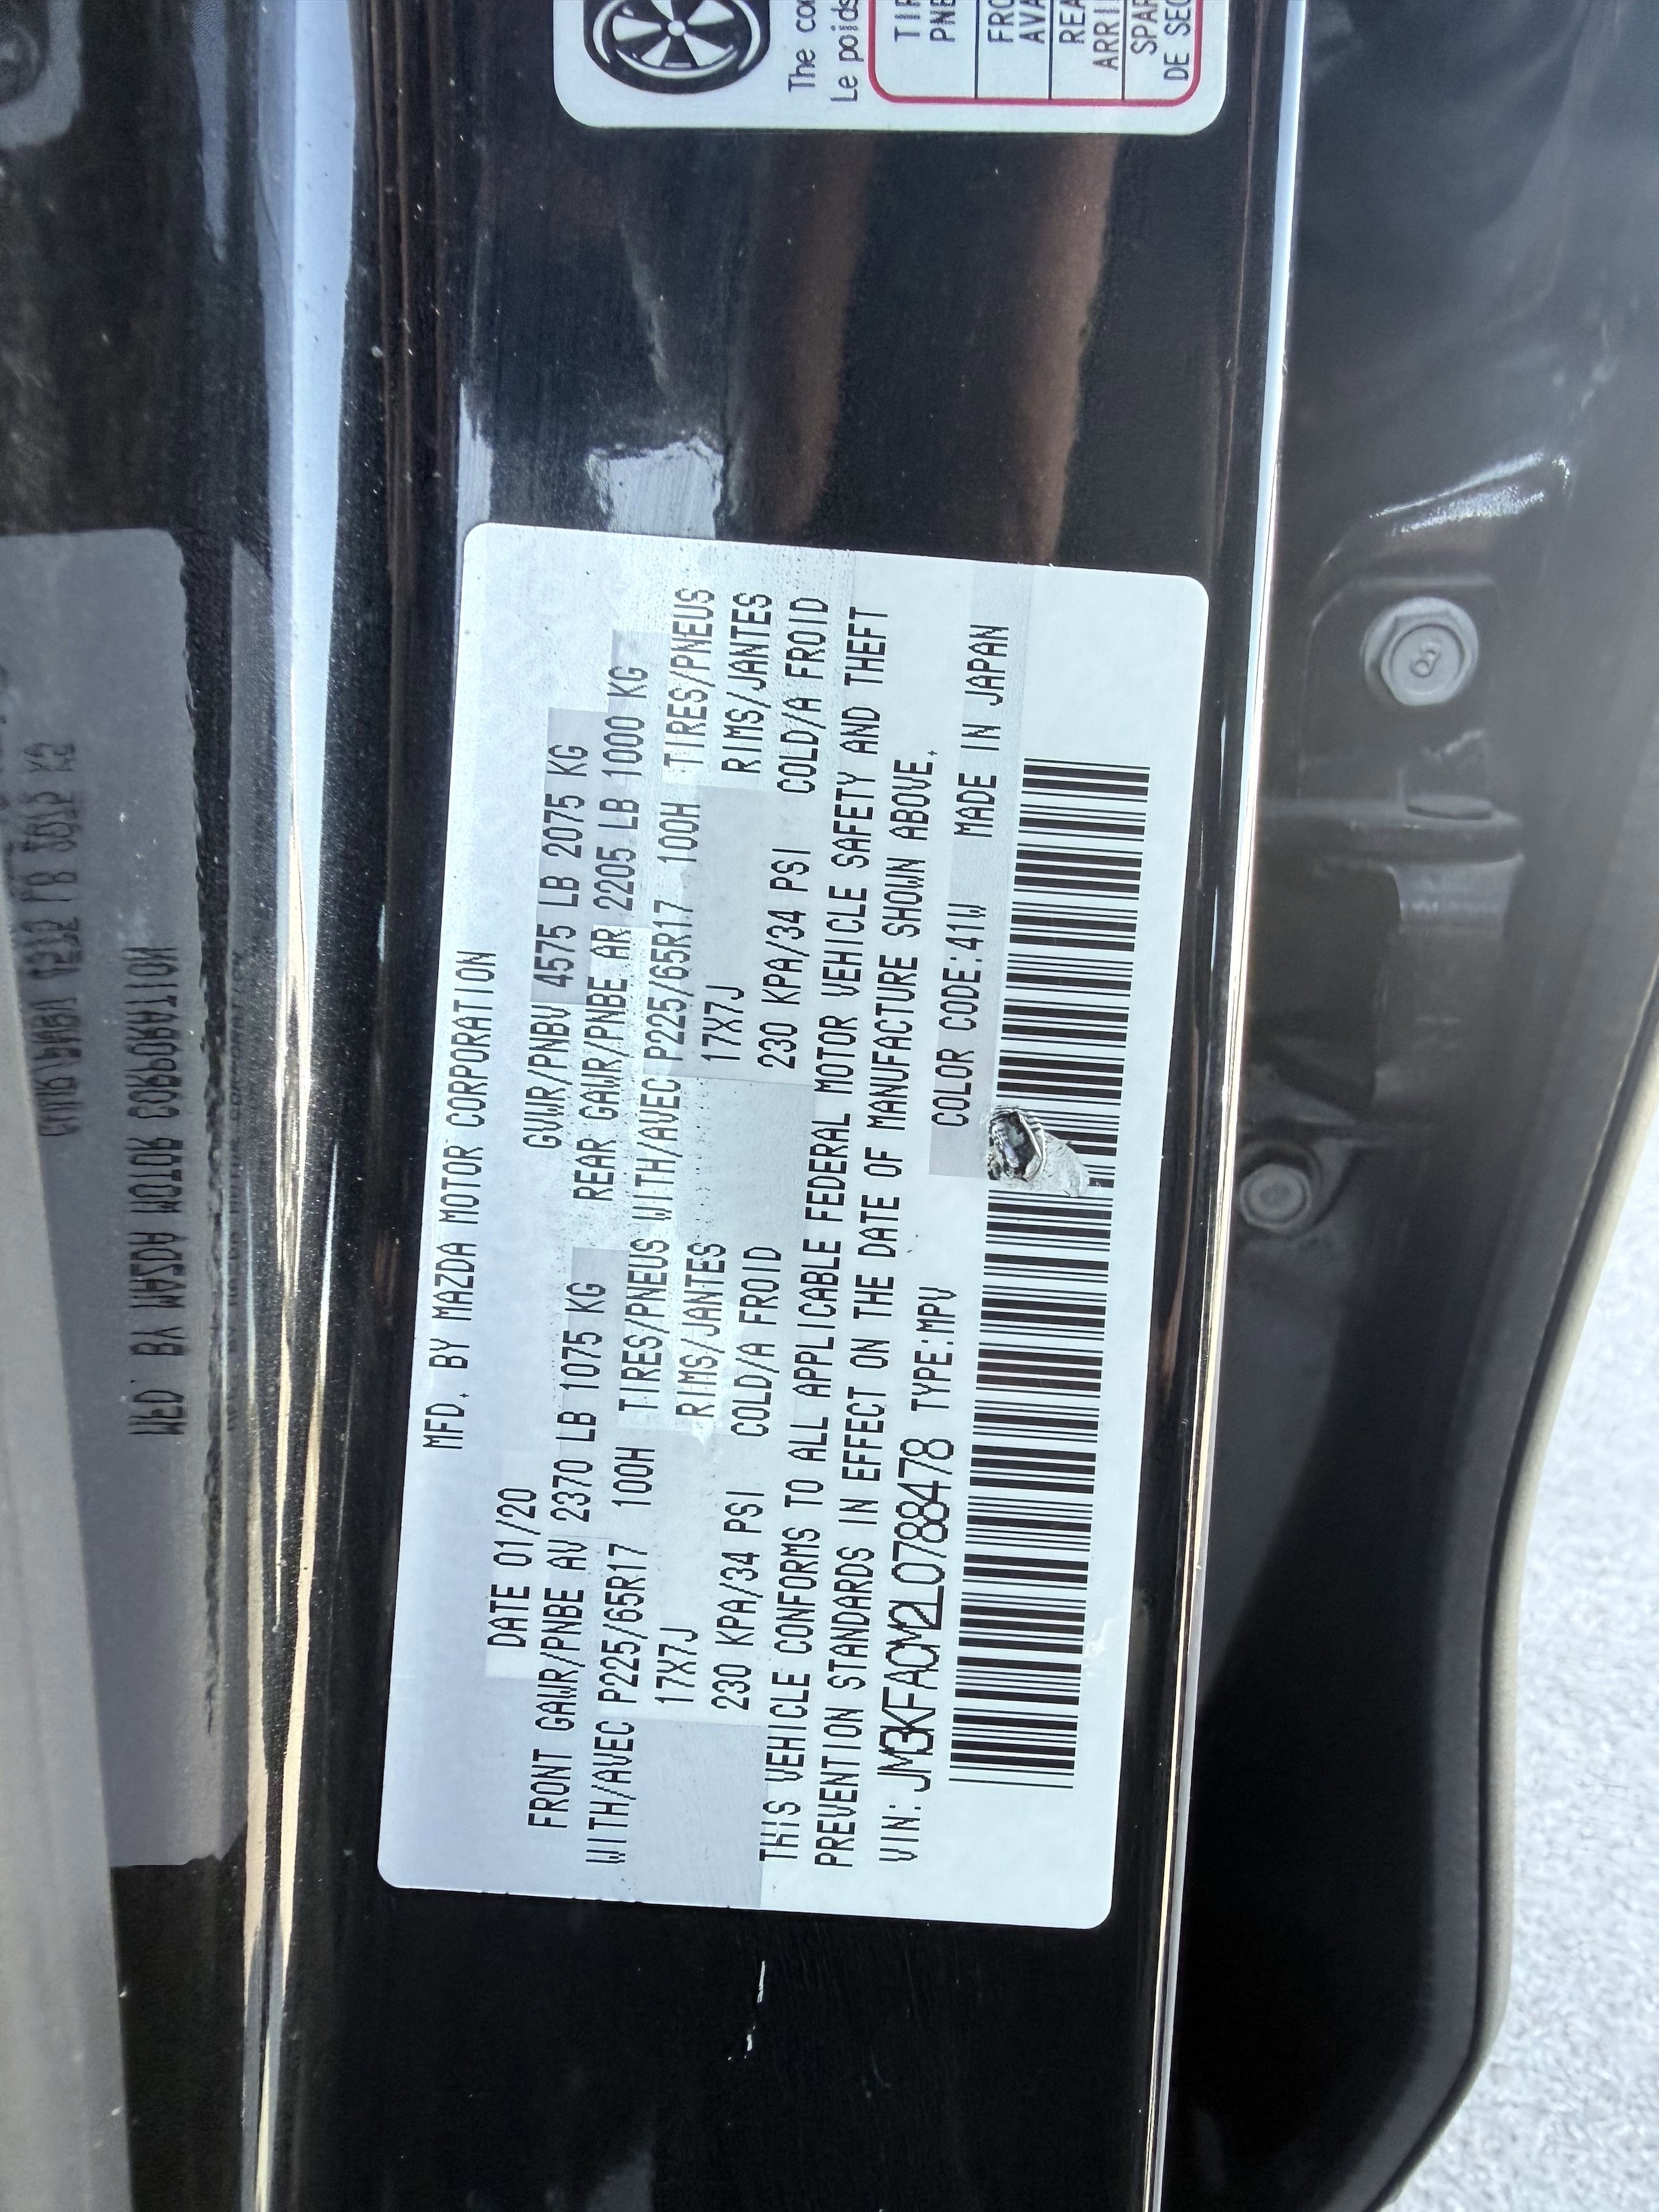 MFD. BY MAZDA MOTOR CORPORATION
DATE 01/20 GVWR/PNBV 4575 LB 2075 KG
FRONT GAWR/PNBE AV 2370 LB 1075 KG REAR GAWR/PNBE AR 2205 LB 1000 KG
WITH/AVEC P225/65R17 100H TIRES/PNEUS WITH/AVEC P225/65R17 100H TIRES/PNEUS
17X7J RIMS/JANTES 17X7J RIMS/JANTES
230 KPA/34 PSI COLD/A FROID 230 KPA/34 PSI COLD/A FROID
THIS VEHICLE CONFORMS TO ALL APPLICABLE FEDERAL MOTOR VEHICLE SAFETY AND THEFT
PREVENTION STANDARDS IN EFFECT ON THE DATE OF MANUFACTURE SHOWN ABOVE.
VIN: JM3KFACM2L0788478 TYPE:MPV COLOR CODE:41W MADE IN JAPAN
The
Le poids
DE